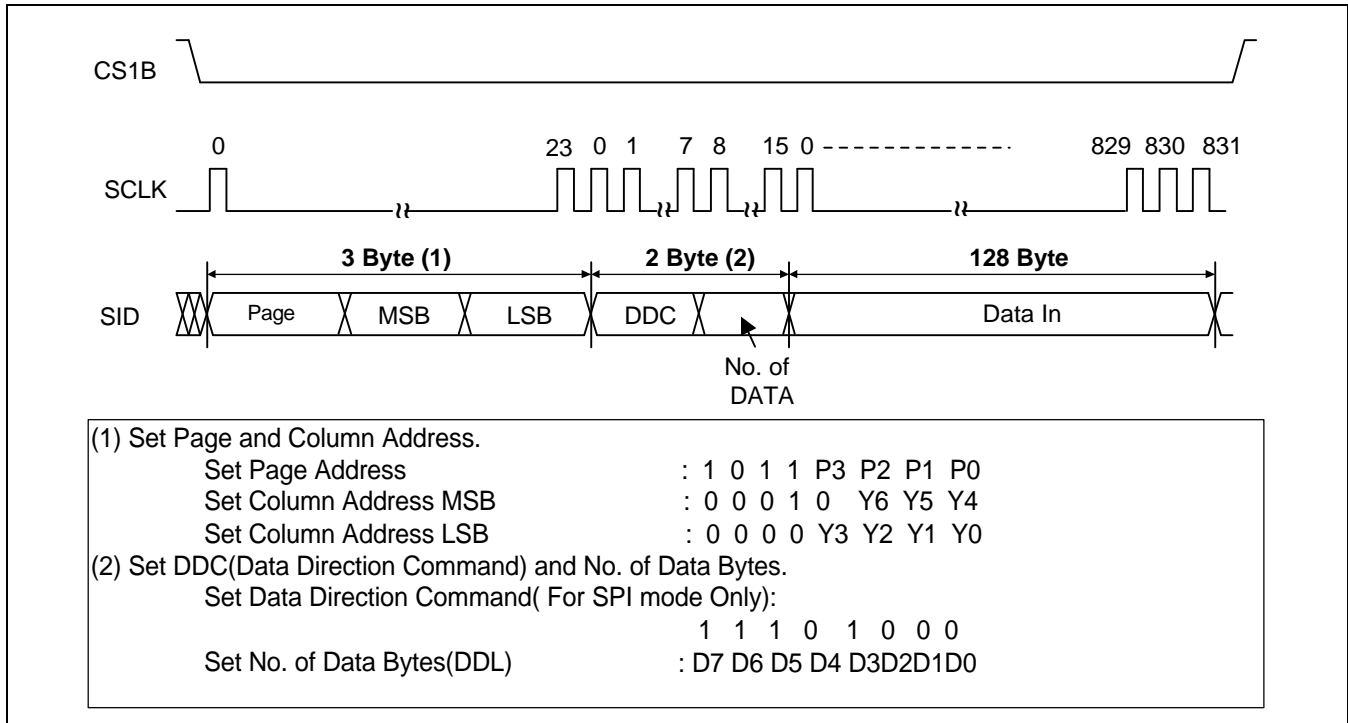 CS1B
0 23 0 1 7 8 15 0 829 830 831
SCLK
3 Byte (1) 2 Byte (2) 128 Byte
SID Page MSB LSB DDC Data In
No. of
DATA
(1) Set Page and Column Address.
Set Page Address : 1 0 1 1 P3 P2 P1 P0
Set Column Address MSB : 0 0 0 1 0 Y6 Y5 Y4
Set Column Address LSB : 0 0 0 0 Y3 Y2 Y1 Y0
(2) Set DDC(Data Direction Command) and No. of Data Bytes.
Set Data Direction Command( For SPI mode Only):
1 1 1 0 1 0 0 0
Set No. of Data Bytes(DDL) : D7 D6 D5 D4 D3D2D1D0